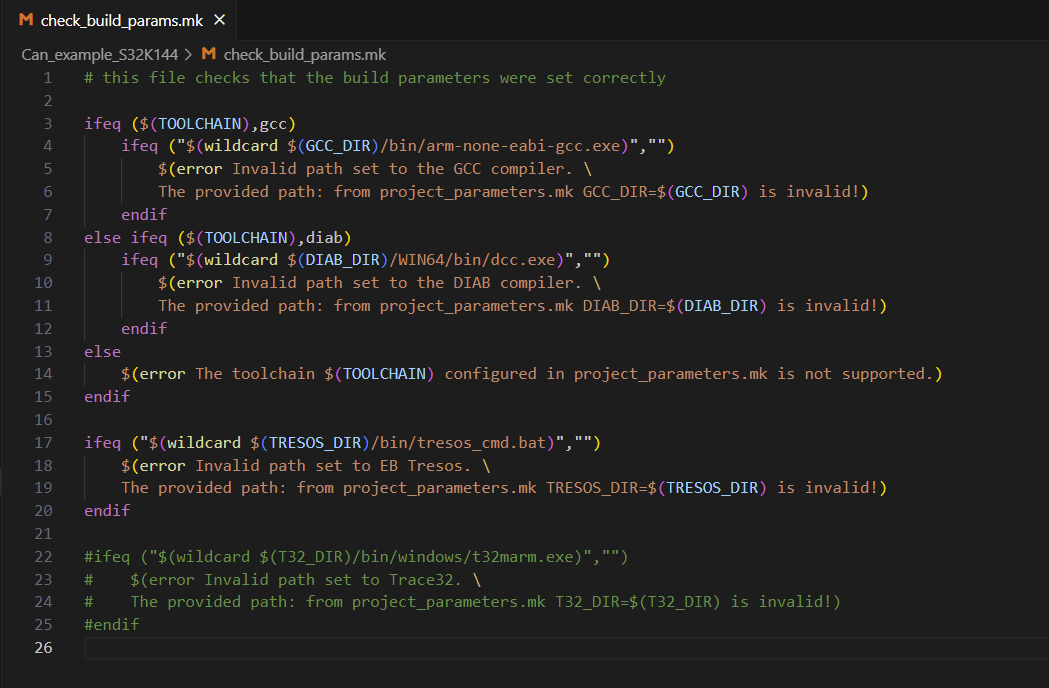 M check_build_params.mk ×
Can_example_S32K144 > M check_build_params.mk
1 # this file checks that the build parameters were set correctly
2
3 ifeq ($(TOOLCHAIN),gcc)
4     ifeq ("$(wildcard $(GCC_DIR)/bin/arm-none-eabi-gcc.exe)","")
5         $(error Invalid path set to the GCC compiler. \
6         The provided path: from project_parameters.mk GCC_DIR=$(GCC_DIR) is invalid!)
7     endif
8 else ifeq ($(TOOLCHAIN),diab)
9     ifeq ("$(wildcard $(DIAB_DIR)/WIN64/bin/dcc.exe)","")
10         $(error Invalid path set to the DIAB compiler. \
11         The provided path: from project_parameters.mk DIAB_DIR=$(DIAB_DIR) is invalid!)
12     endif
13 else
14     $(error The toolchain $(TOOLCHAIN) configured in project_parameters.mk is not supported.)
15 endif
16
17 ifeq ("$(wildcard $(TRESOS_DIR)/bin/tresos_cmd.bat)","")
18     $(error Invalid path set to EB Tresos. \
19     The provided path: from project_parameters.mk TRESOS_DIR=$(TRESOS_DIR) is invalid!)
20 endif
21
22 #ifeq ("$(wildcard $(T32_DIR)/bin/windows/t32marm.exe)","")
23 #    $(error Invalid path set to Trace32. \
24 #    The provided path: from project_parameters.mk T32_DIR=$(T32_DIR) is invalid!)
25 #endif
26